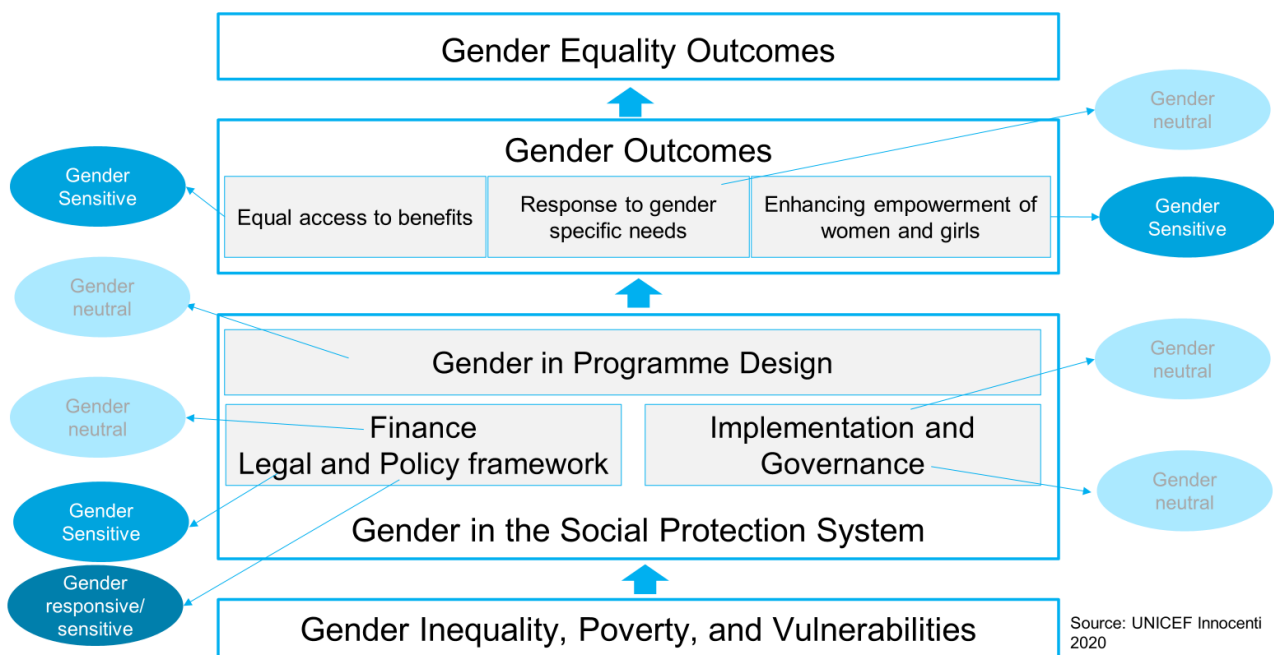 Gender Equality Outcomes
Gender
neutral
Gender Outcomes
Gender
Sensitive
Equal access to benefits
Response to gender
specific needs
Enhancing empowerment of
women and girls
Gender
Sensitive
Gender
neutral
Gender in Programme Design
Gender
neutral
Gender
neutral
Finance
Legal and Policy framework
Implementation and
Governance
Gender
neutral
Gender
Sensitive
Gender in the Social Protection System
Gender
responsive/
sensitive
Gender Inequality, Poverty, and Vulnerabilities
Source: UNICEF Innocenti
2020